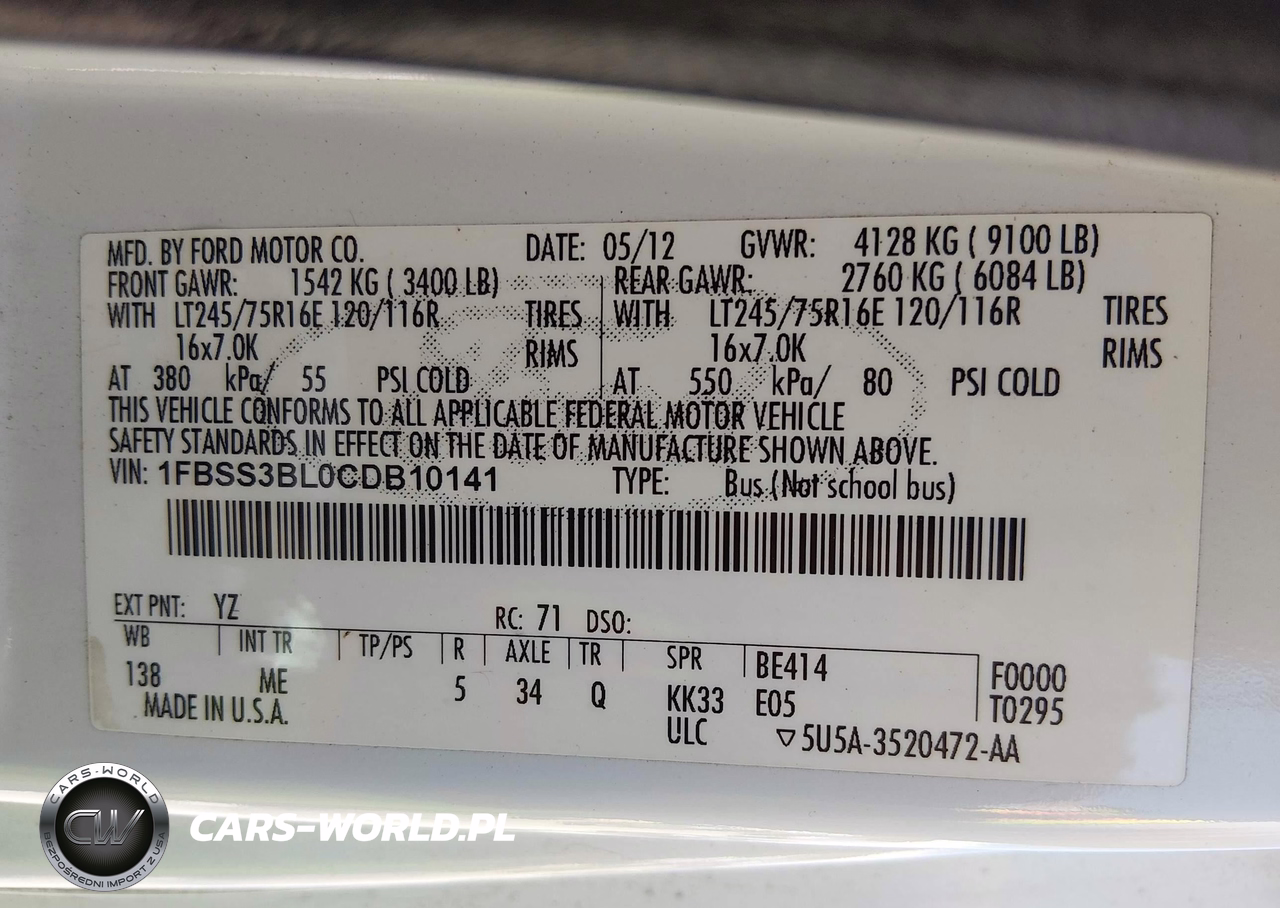 MFD. BY FORD MOTOR CO. DATE: 05/12 GVWR: 4128 KG ( 9100 LB)
FRONT GAWR: 1542 KG ( 3400 LB) REAR GAWR: 2760 KG ( 6084 LB)
WITH LT245/75R16E 120/116R TIRES WITH LT245/75R16E 120/116R TIRES
16x7.0K RIMS 16x7.0K RIMS
AT 380 kPa/ 55 PSI COLD AT 550 kPa/ 80 PSI COLD
THIS VEHICLE CONFORMS TO ALL APPLICABLE FEDERAL MOTOR VEHICLE
SAFETY STANDARDS IN EFFECT ON THE DATE OF MANUFACTURE SHOWN ABOVE.
VIN: 1FBSS3BL0CDB10141 TYPE: Bus (Not school bus)
EXT PNT: YZ RC: 71 DSO:
WB INT TR TP/PS R AXLE TR SPR BE414 F0000
138 ME 5 34 Q KK33 E05 T0295
MADE IN U.S.A. ULC ▽5U5A-3520472-AA
CARS-WORLD
CW
BEZPOŚREDNI IMPORT Z USA
CARS-WORLD.PL